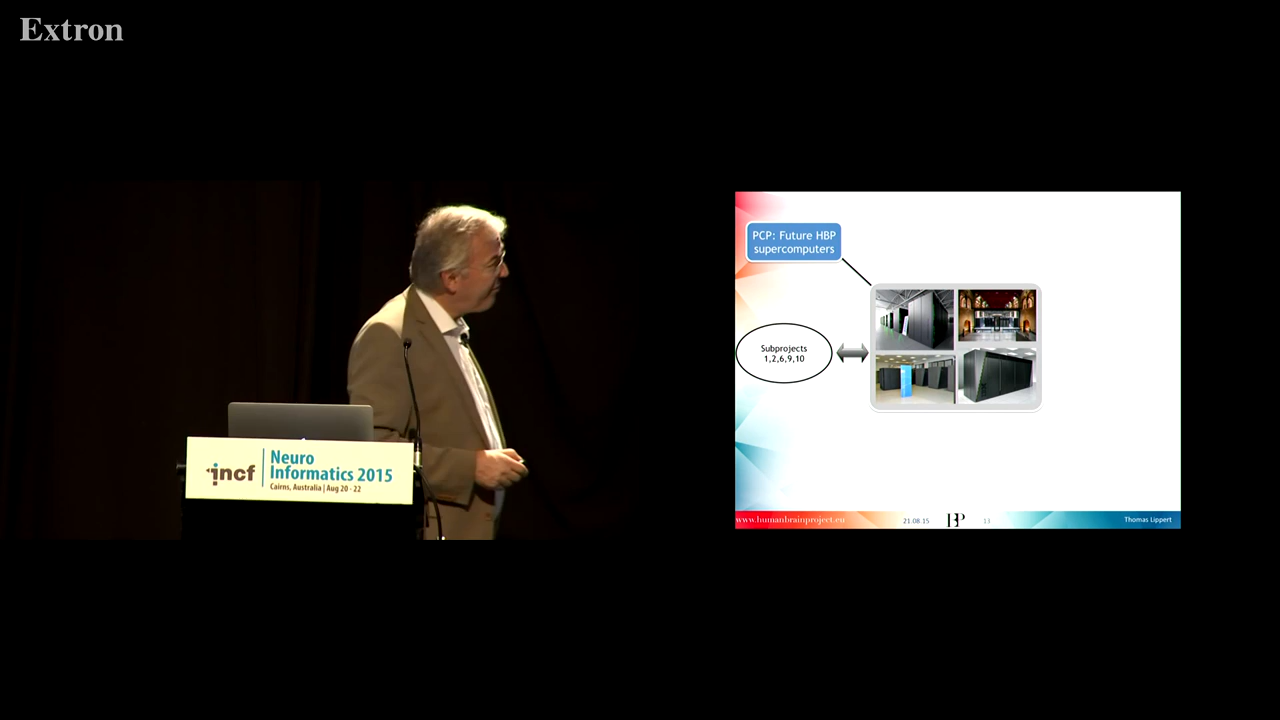 Extron
incf
Neuro
Informatics 2015
Cairns, Australia | Aug 20 - 22
PCP: Future HBP
supercomputers
Subprojects
1,2,6,9,10
www.humanbrainproject.eu
21.08.15
13
Thomas Lippert